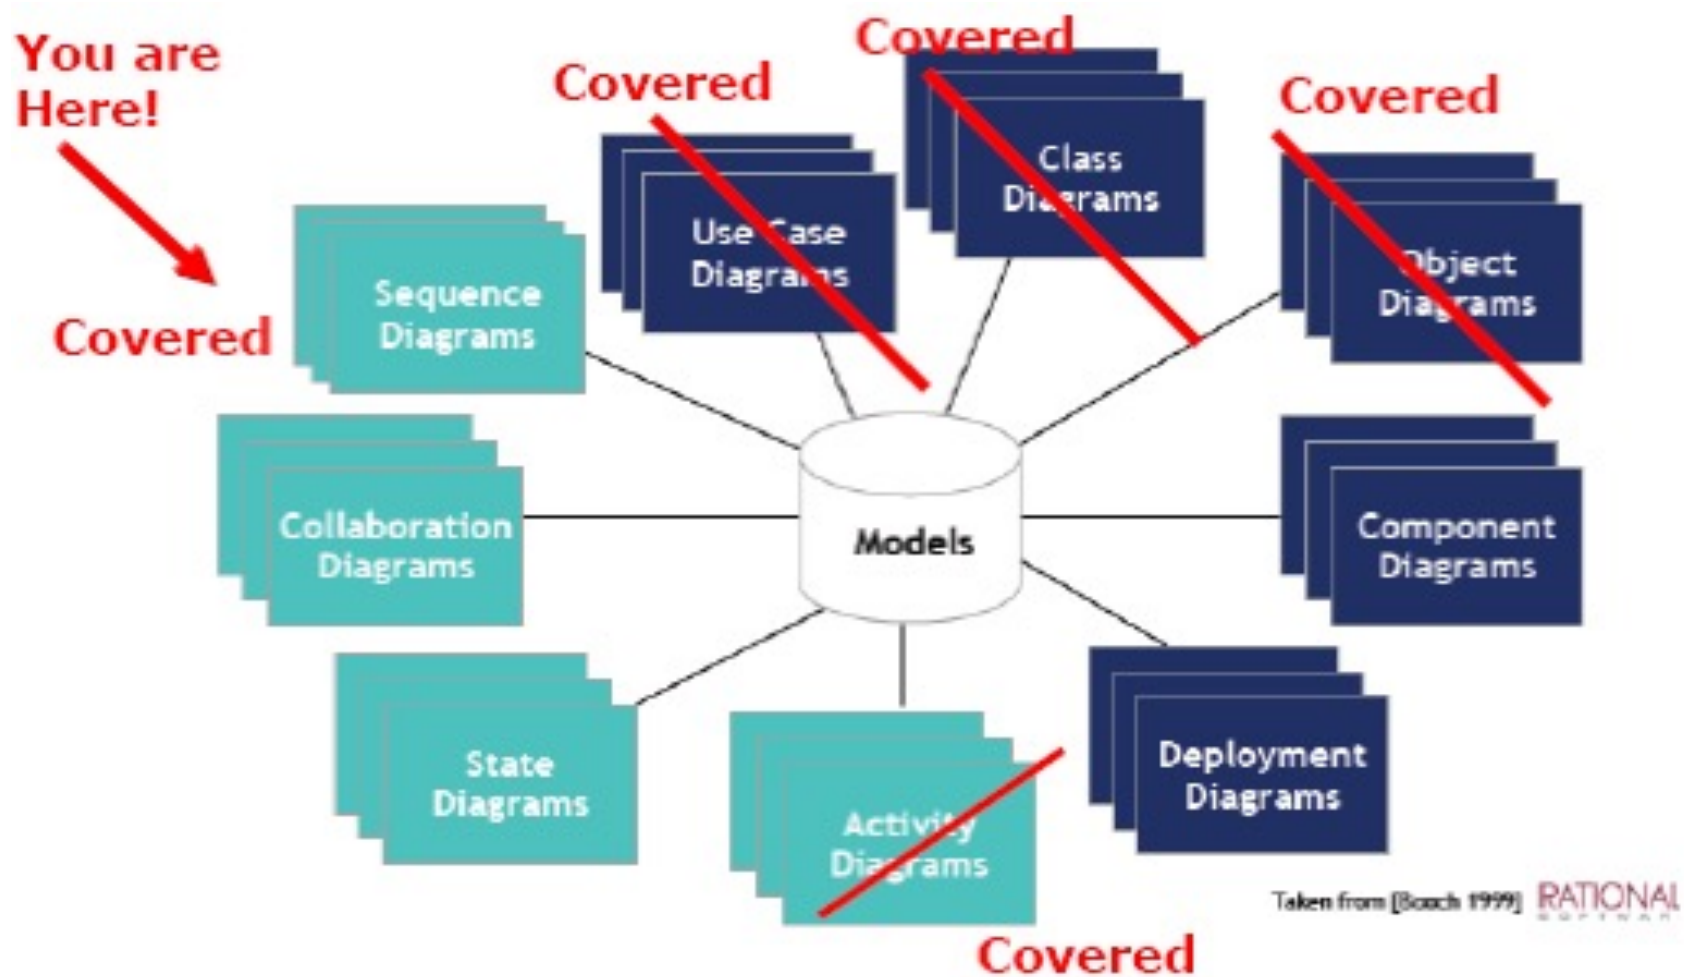 You are
Here!
Covered
Covered
Covered
Use Case
Diagrams
Class
Diagrams
Object
Diagrams
Sequence
Diagrams
Covered
Collaboration
Diagrams
Models
Component
Diagrams
State
Diagrams
Activity
Diagrams
Deployment
Diagrams
Covered
Taken from [Booch 1999]
RATIONAL
SOFTWAR